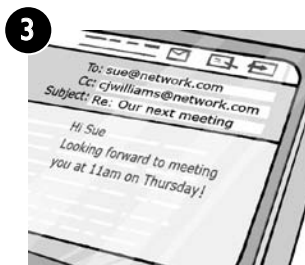 3
To: sue@network.com
Cc: cjwilliams@network.com
Subject: Re: Our next meeting
Hi Sue
Looking forward to meeting
you at 11am on Thursday!